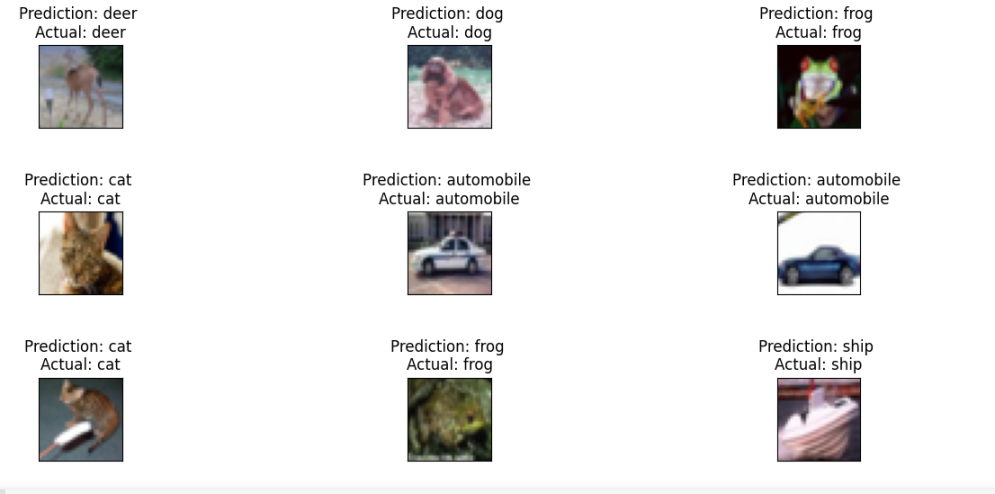 Prediction: deer
Actual: deer
Prediction: dog
Actual: dog
Prediction: frog
Actual: frog
Prediction: cat
Actual: cat
Prediction: automobile
Actual: automobile
Prediction: automobile
Actual: automobile
Prediction: cat
Actual: cat
Prediction: frog
Actual: frog
Prediction: ship
Actual: ship